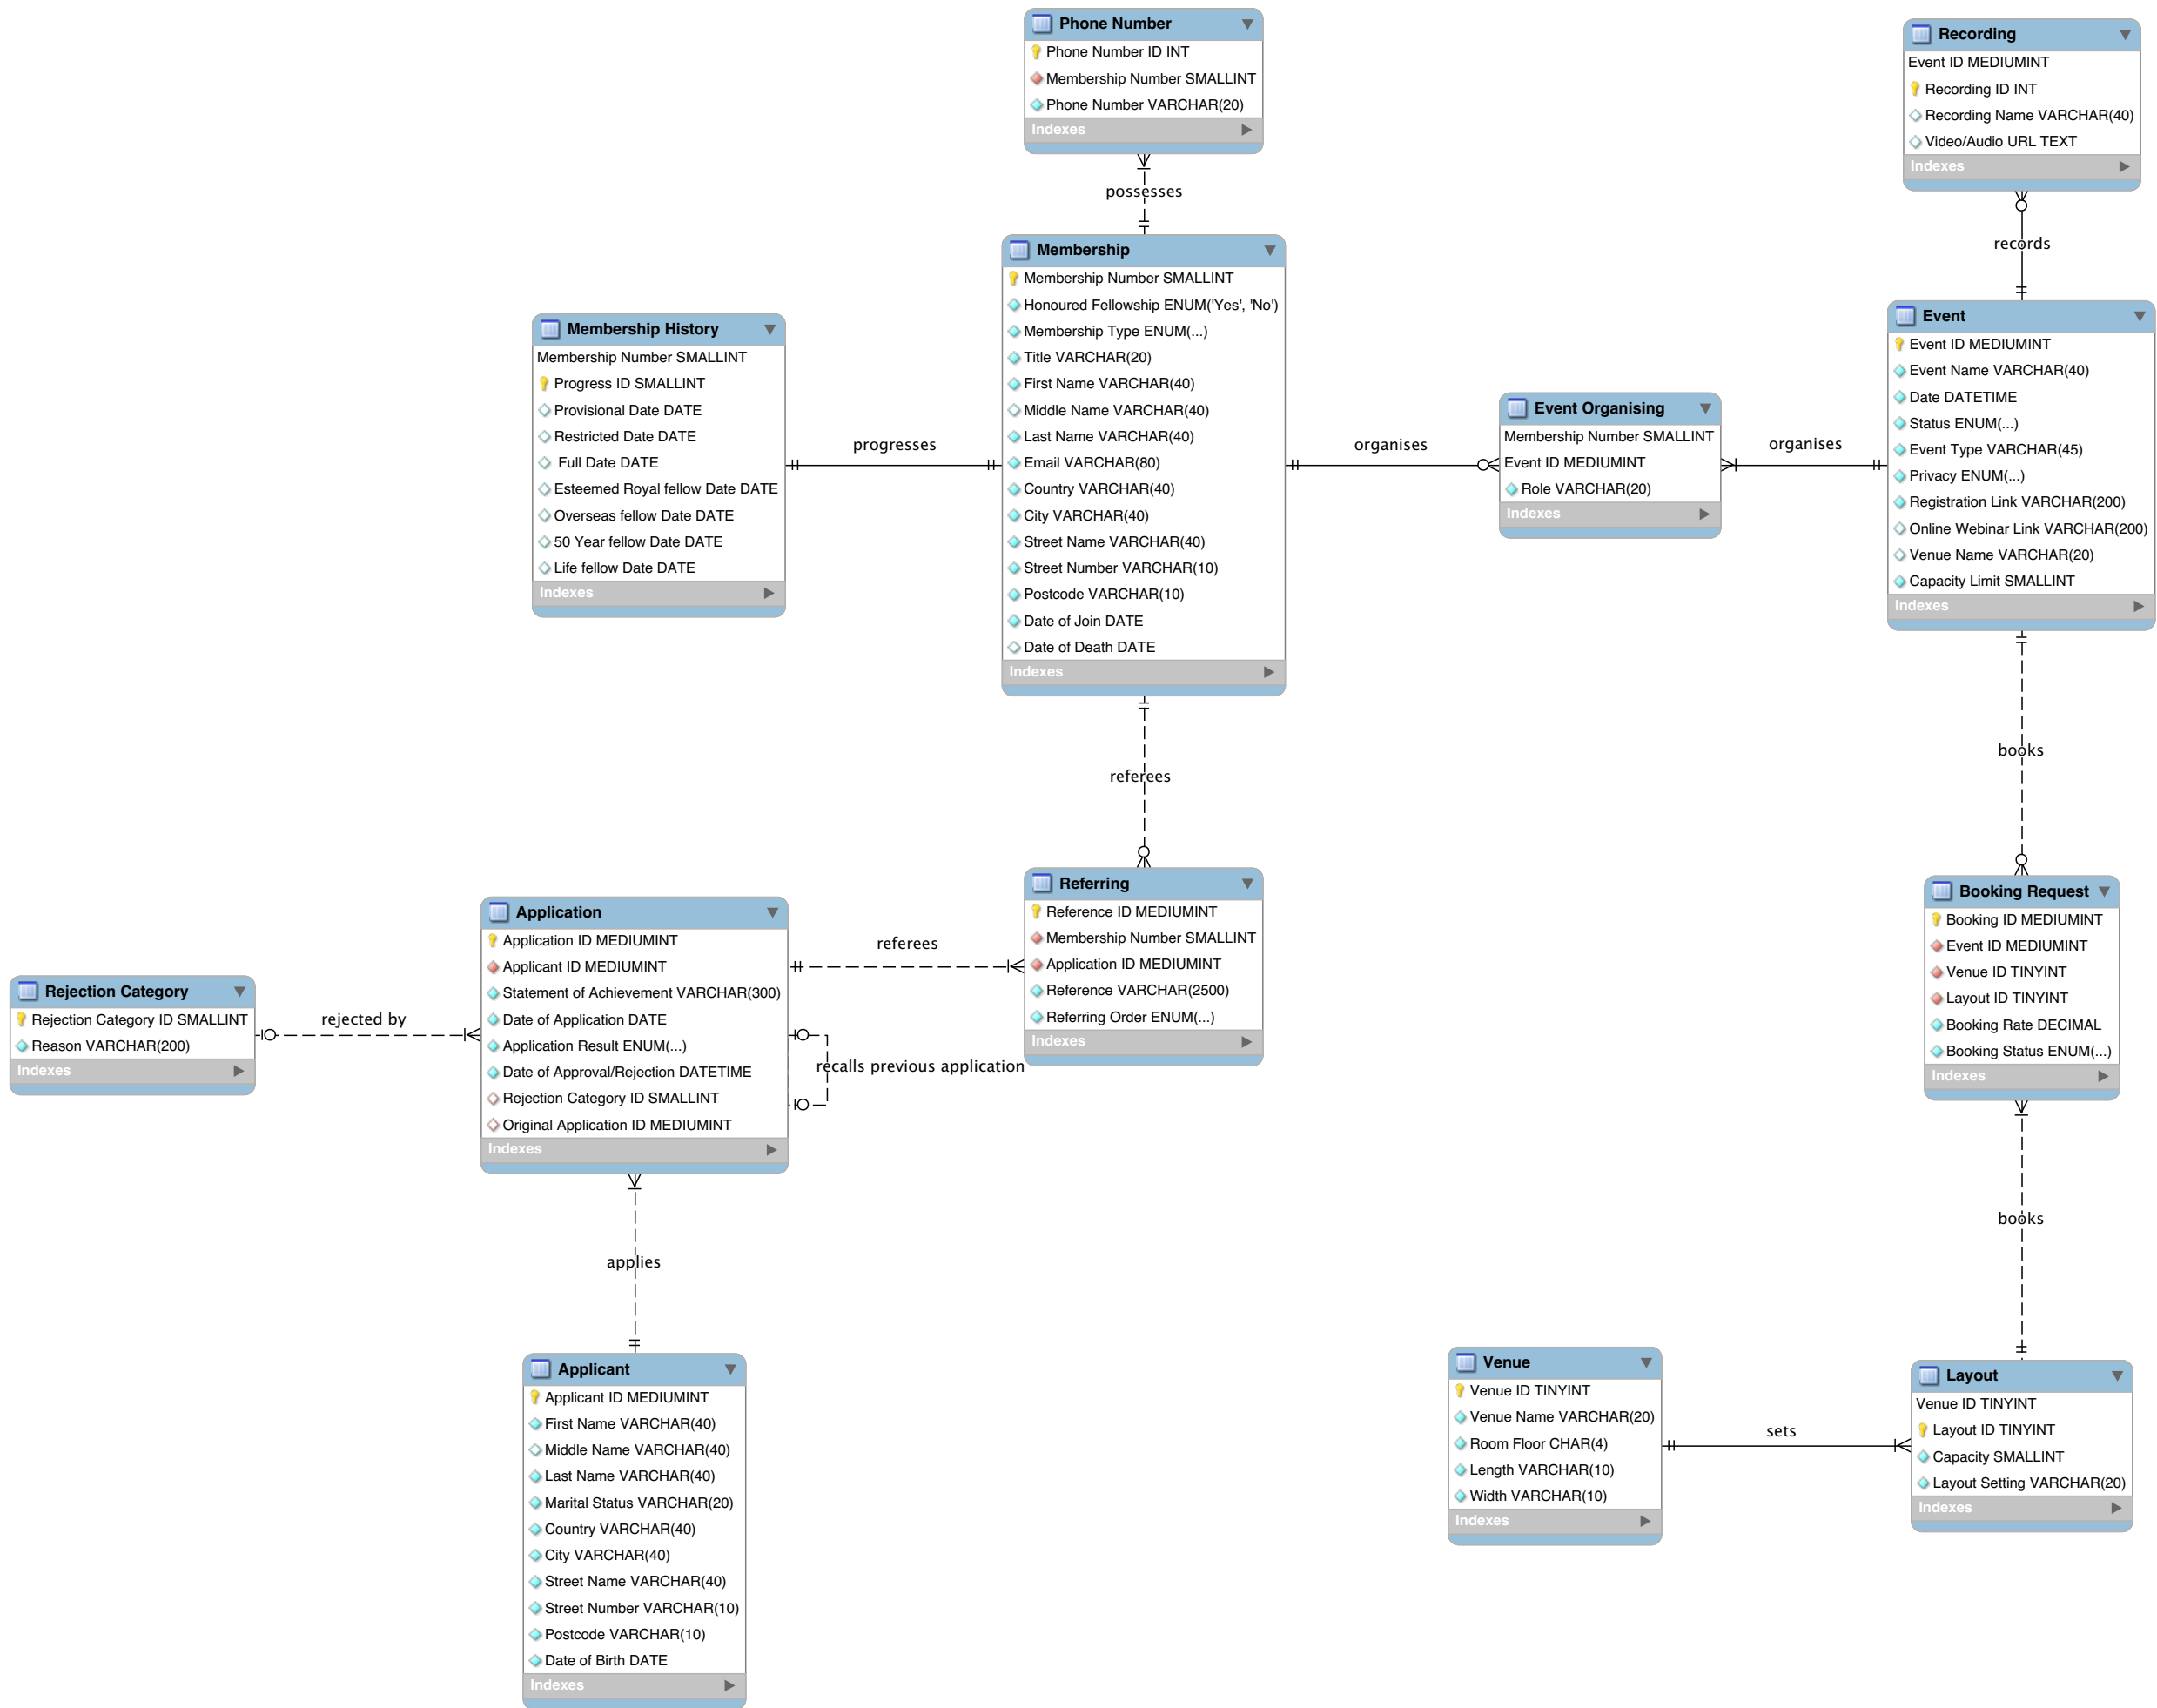 Phone Number
Phone Number ID INT
Membership Number SMALLINT
Phone Number VARCHAR(20)
Indexes
possesses
Recording
Event ID MEDIUMINT
Recording ID INT
Recording Name VARCHAR(40)
Video/Audio URL TEXT
Indexes
records
Membership
Membership Number SMALLINT
Honoured Fellowship ENUM('Yes', 'No')
Membership Type ENUM(...)
Title VARCHAR(20)
First Name VARCHAR(40)
Middle Name VARCHAR(40)
Last Name VARCHAR(40)
Email VARCHAR(80)
Country VARCHAR(40)
City VARCHAR(40)
Street Name VARCHAR(40)
Street Number VARCHAR(10)
Postcode VARCHAR(10)
Date of Join DATE
Date of Death DATE
Indexes
Membership History
Membership Number SMALLINT
Progress ID SMALLINT
Provisional Date DATE
Restricted Date DATE
Full Date DATE
Esteemed Royal fellow Date DATE
Overseas fellow Date DATE
50 Year fellow Date DATE
Life fellow Date DATE
Indexes
progresses
organises
Event Organising
Membership Number SMALLINT
Event ID MEDIUMINT
Role VARCHAR(20)
Indexes
organises
Event
Event ID MEDIUMINT
Event Name VARCHAR(40)
Date DATETIME
Status ENUM(...)
Event Type VARCHAR(45)
Privacy ENUM(...)
Registration Link VARCHAR(200)
Online Webinar Link VARCHAR(200)
Venue Name VARCHAR(20)
Capacity Limit SMALLINT
Indexes
books
referees
Referring
Reference ID MEDIUMINT
Membership Number SMALLINT
Application ID MEDIUMINT
Reference VARCHAR(2500)
Referring Order ENUM(...)
Indexes
referees
Application
Application ID MEDIUMINT
Applicant ID MEDIUMINT
Statement of Achievement VARCHAR(300)
Date of Application DATE
Application Result ENUM(...)
Date of Approval/Rejection DATETIME
Rejection Category ID SMALLINT
Original Application ID MEDIUMINT
Indexes
recalls previous application
Rejection Category
Rejection Category ID SMALLINT
Reason VARCHAR(200)
Indexes
rejected by
Booking Request
Booking ID MEDIUMINT
Event ID MEDIUMINT
Venue ID TINYINT
Layout ID TINYINT
Booking Rate DECIMAL
Booking Status ENUM(...)
Indexes
books
applies
Applicant
Applicant ID MEDIUMINT
First Name VARCHAR(40)
Middle Name VARCHAR(40)
Last Name VARCHAR(40)
Marital Status VARCHAR(20)
Country VARCHAR(40)
City VARCHAR(40)
Street Name VARCHAR(40)
Street Number VARCHAR(10)
Postcode VARCHAR(10)
Date of Birth DATE
Indexes
Venue
Venue ID TINYINT
Venue Name VARCHAR(20)
Room Floor CHAR(4)
Length VARCHAR(10)
Width VARCHAR(10)
Indexes
sets
Layout
Venue ID TINYINT
Layout ID TINYINT
Capacity SMALLINT
Layout Setting VARCHAR(20)
Indexes